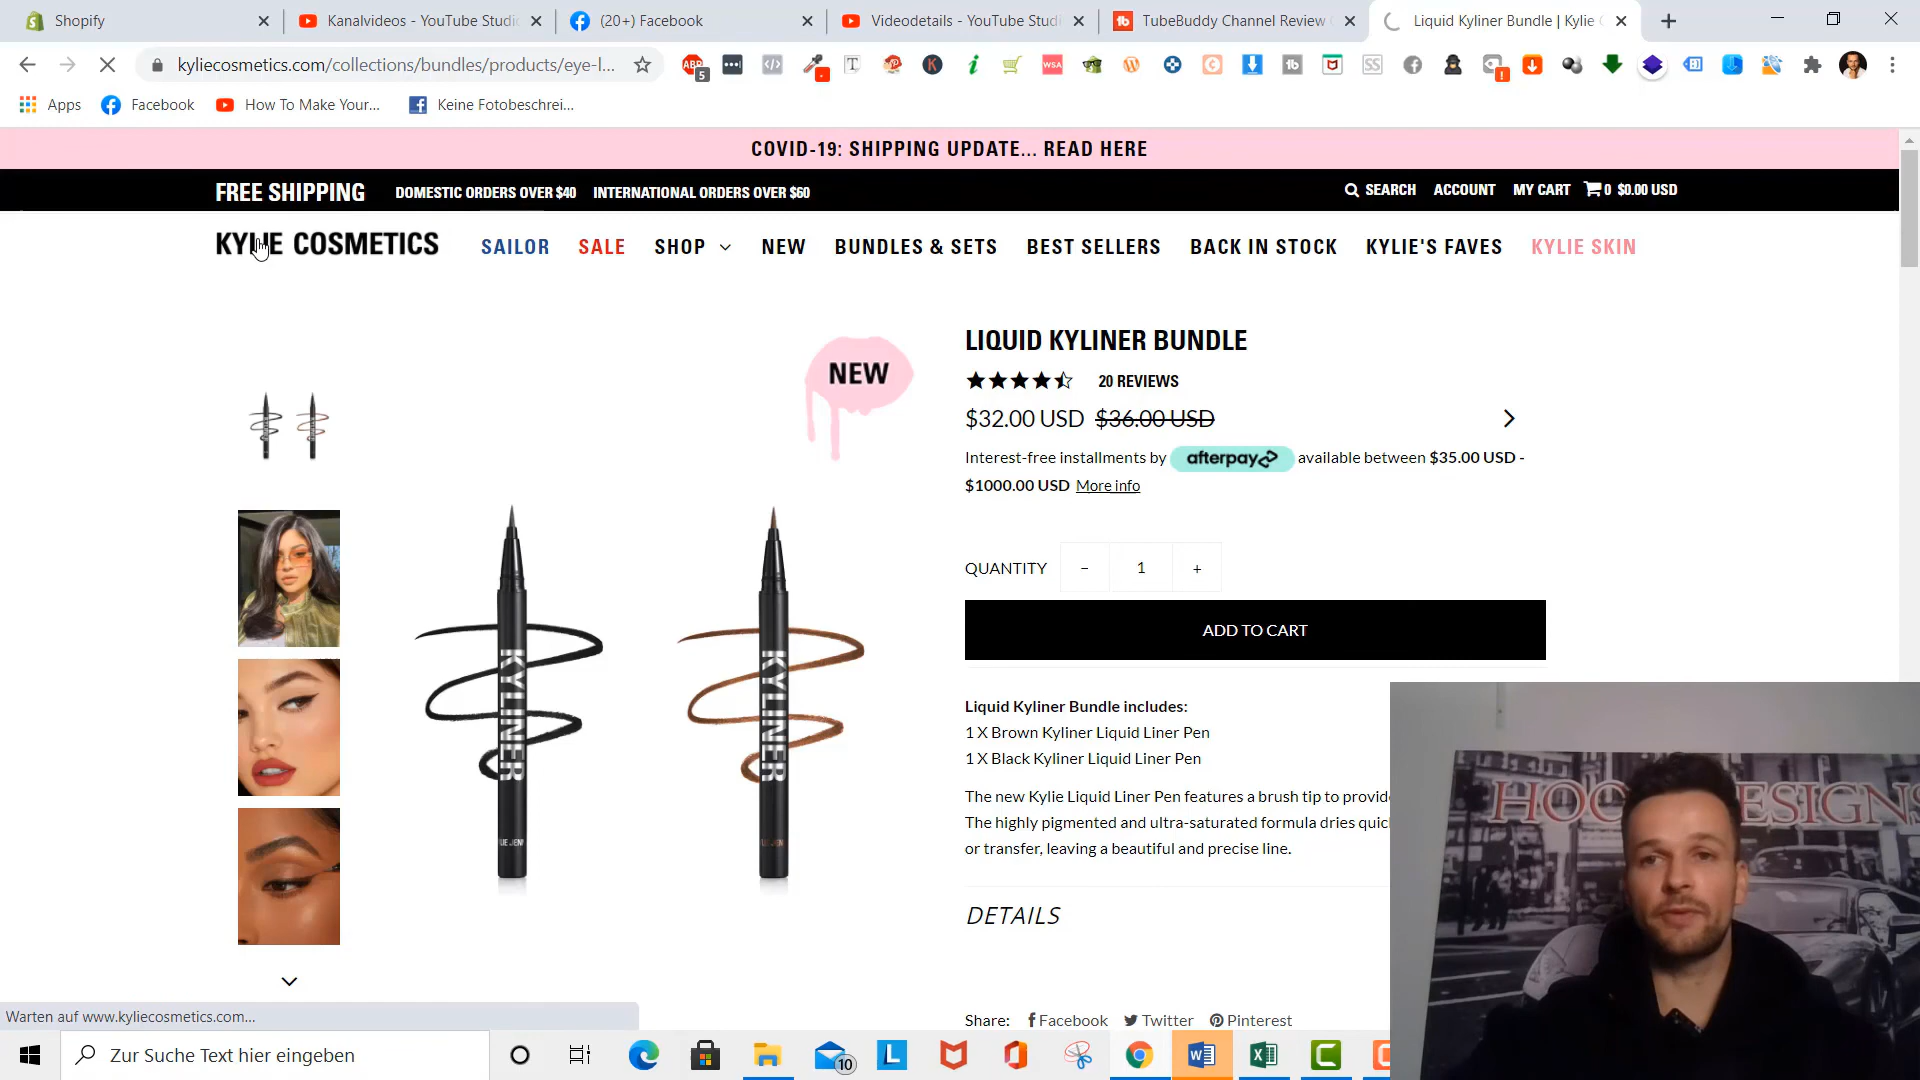 Shopify
Kanalvideos - YouTube Studio
(20+) Facebook
Videodetails - YouTube Studi
TubeBuddy Channel Review
Liquid Kyliner Bundle | Kylie
kyliecosmetics.com/collections/bundles/products/eye-l...
Apps
Facebook
How To Make Your...
Keine Fotobeschrei...
COVID-19: SHIPPING UPDATE... READ HERE
FREE SHIPPING DOMESTIC ORDERS OVER $40 INTERNATIONAL ORDERS OVER $60
SEARCH ACCOUNT MY CART 0 $0.00 USD
KYLIE COSMETICS
SAILOR SALE SHOP NEW BUNDLES & SETS BEST SELLERS BACK IN STOCK KYLIE'S FAVES KYLIE SKIN
NEW
LIQUID KYLINER BUNDLE
20 REVIEWS
$32.00 USD $36.00 USD
Interest-free installments by afterpay available between $35.00 USD -
$1000.00 USD More info
QUANTITY - 1 +
ADD TO CART
KYLINER
KYLINER
Liquid Kyliner Bundle includes:
1 X Brown Kyliner Liquid Liner Pen
1 X Black Kyliner Liquid Liner Pen
The new Kylie Liquid Liner Pen features a brush tip to provide
The highly pigmented and ultra-saturated formula dries quic
or transfer, leaving a beautiful and precise line.
DETAILS
Share: Facebook Twitter Pinterest
Warten auf www.kyliecosmetics.com...
Zur Suche Text hier eingeben
10